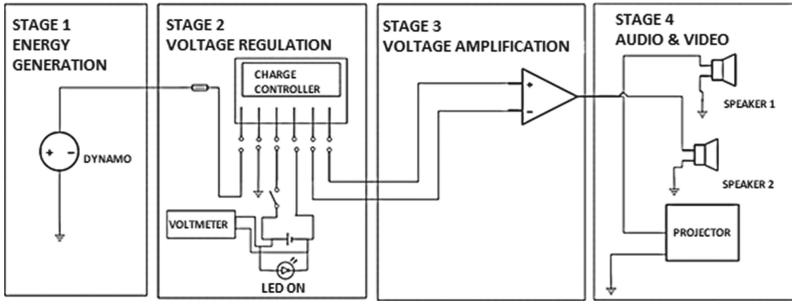 STAGE 1
ENERGY
GENERATION
DYNAMO
STAGE 2
VOLTAGE REGULATION
CHARGE
CONTROLLER
VOLTMETER
LED ON
STAGE 3
VOLTAGE AMPLIFICATION
STAGE 4
AUDIO & VIDEO
SPEAKER 1
SPEAKER 2
PROJECTOR